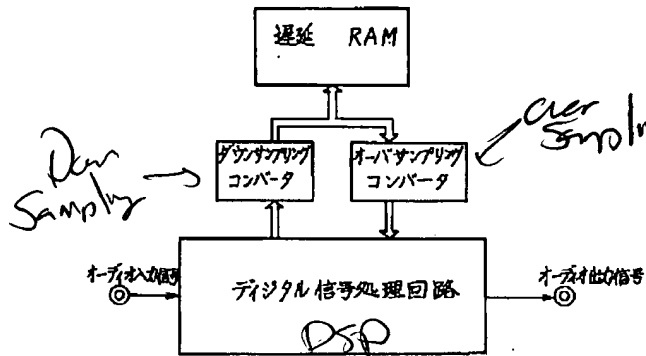 遅延 RAM
ダウンサンプリング
コンバータ
オーバサンプリング
コンバータ
Sampling
オーディオ入力信号
ディジタル信号処理回路
オーディオ出力信号
DSP